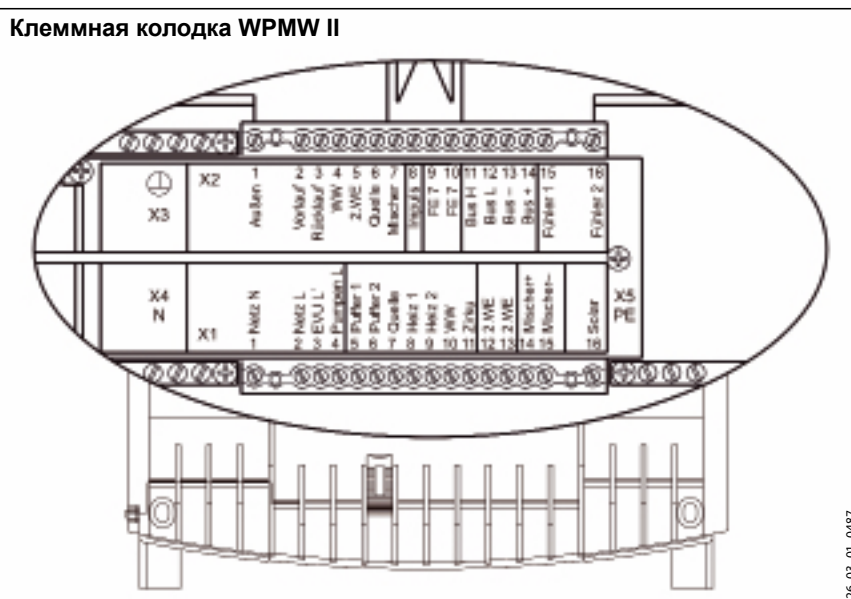 Клеммная колодка WPMW II
X3
X2
1 Außen
2 Vorlauf
3 Rücklauf
4 WW
5 2.WE
6 Quelle
7 Mischer
8 Impuls
9 FE 7
10 FE 7
11 Bus H
12 Bus L
13 Bus –
14 Bus +
15 Fühler 1
16 Fühler 2
X4
N
X1
1 Netz N
2 Netz L
3 EVU L'
4 Pumpen L
5 Puffer 1
6 Puffer 2
7 Quelle
8 Heiz 1
9 Heiz 2
10 WW
11 Zirku
12 2.WE
13 2.WE
14 Mischer+
15 Mischer–
16 Solar
X5
PE
26_03_01_0487